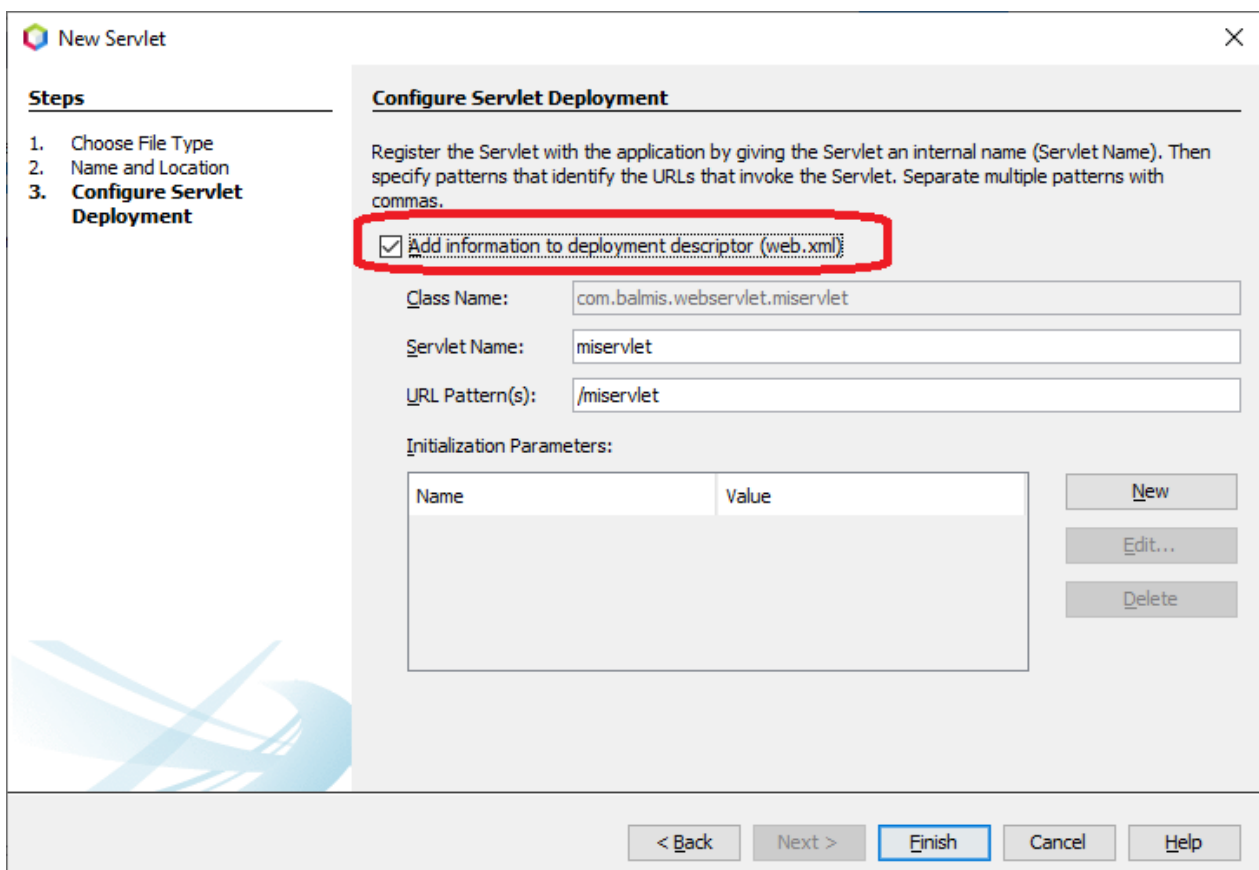 New Servlet
Steps
1. Choose File Type
2. Name and Location
3. Configure Servlet
Deployment
Configure Servlet Deployment
Register the Servlet with the application by giving the Servlet an internal name (Servlet Name). Then
specify patterns that identify the URLs that invoke the Servlet. Separate multiple patterns with
commas.
Add information to deployment descriptor (web.xml)
Class Name: com.balmis.webservlet.miservlet
Servlet Name: miservlet
URL Pattern(s): /miservlet
Initialization Parameters:
Name Value
New
Edit...
Delete
< Back Next > Finish Cancel Help